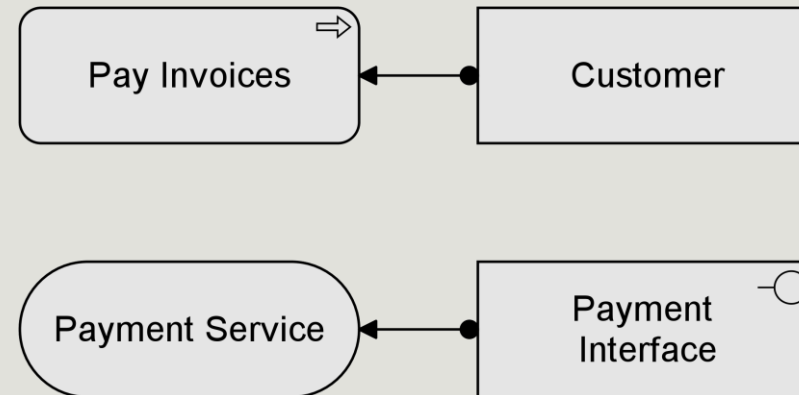 Pay Invoices
Customer
Payment Service
Payment
Interface